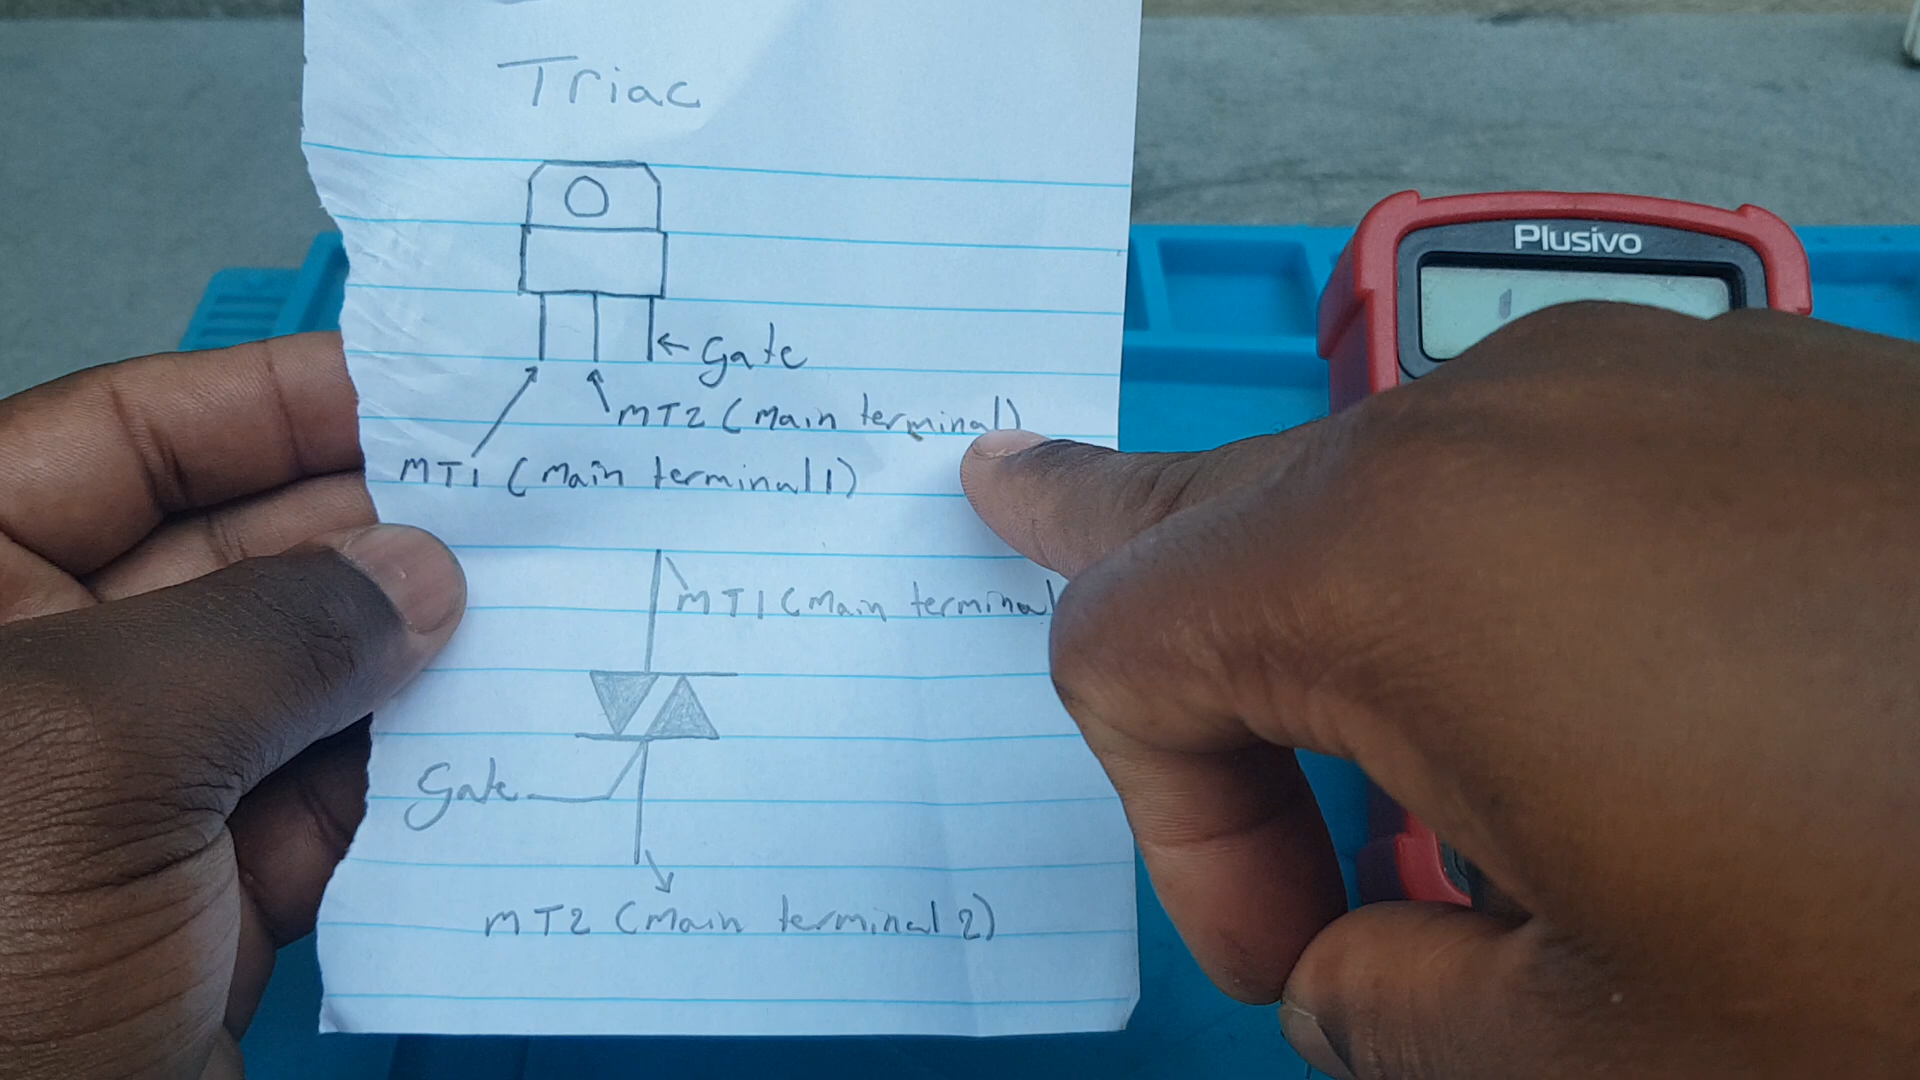 Triac
Plusivo
Gate
MT2 (Main terminal)
MT1 (Main terminal 1)
MT1 (Main terminal
Gate
MT2 (Main terminal 2)